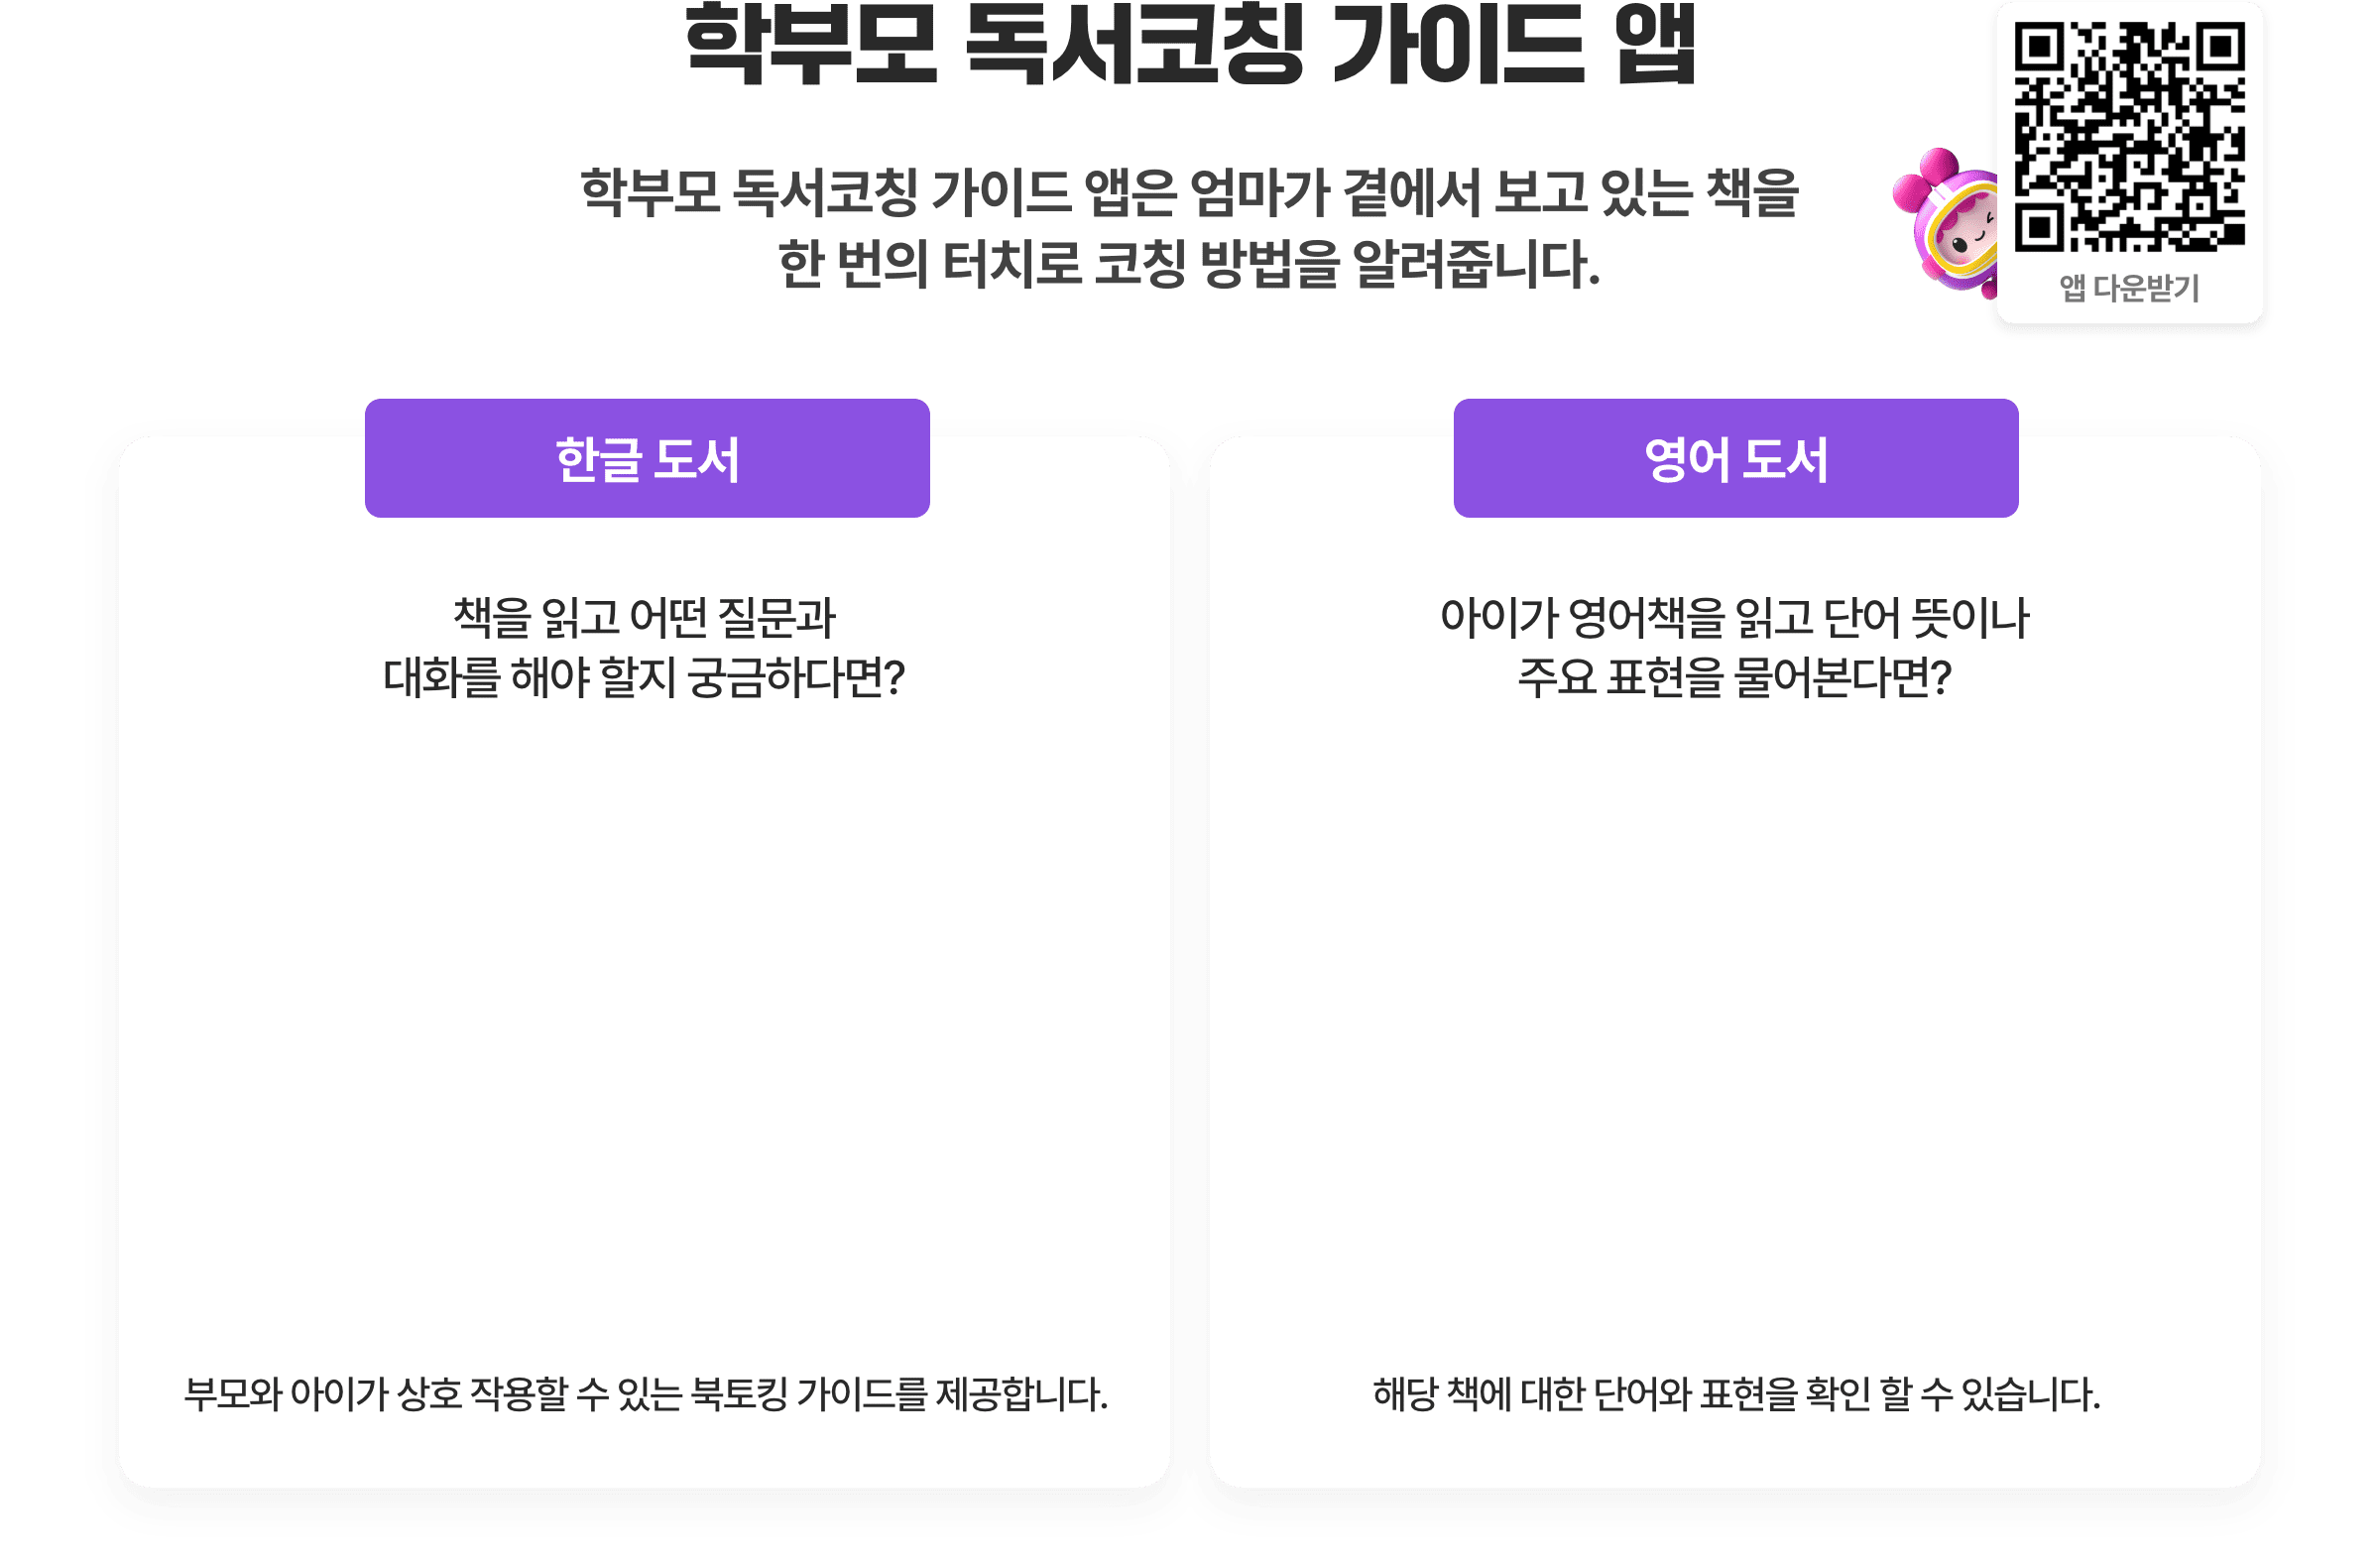 학부모 독서코칭 가이드 앱
학부모 독서코칭 가이드 앱은 엄마가 곁에서 보고 있는 책을
한 번의 터치로 코칭 방법을 알려줍니다.
앱 다운받기
한글 도서
책을 읽고 어떤 질문과
대화를 해야 할지 궁금하다면?
부모와 아이가 상호 작용할 수 있는 북토킹 가이드를 제공합니다.
영어 도서
아이가 영어책을 읽고 단어 뜻이나
주요 표현을 물어본다면?
해당 책에 대한 단어와 표현을 확인 할 수 있습니다.